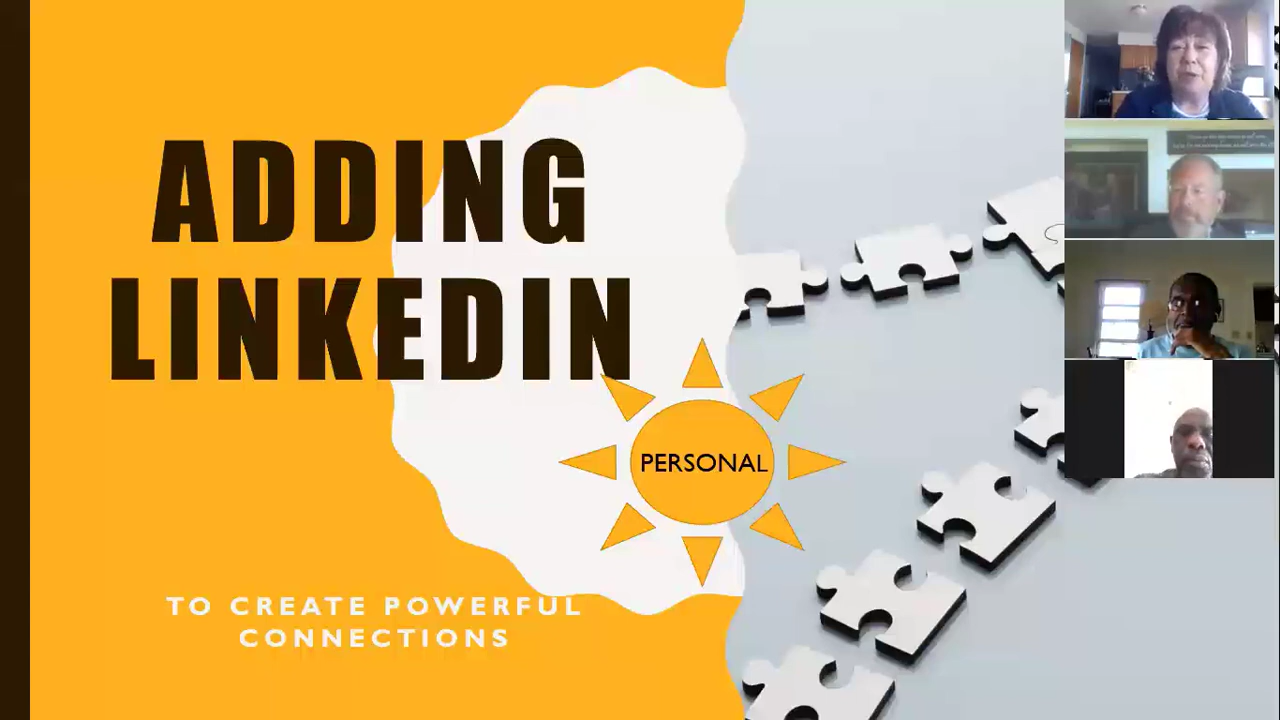 ADDING
LINKEDIN
PERSONAL
TO CREATE POWERFUL
CONNECTIONS